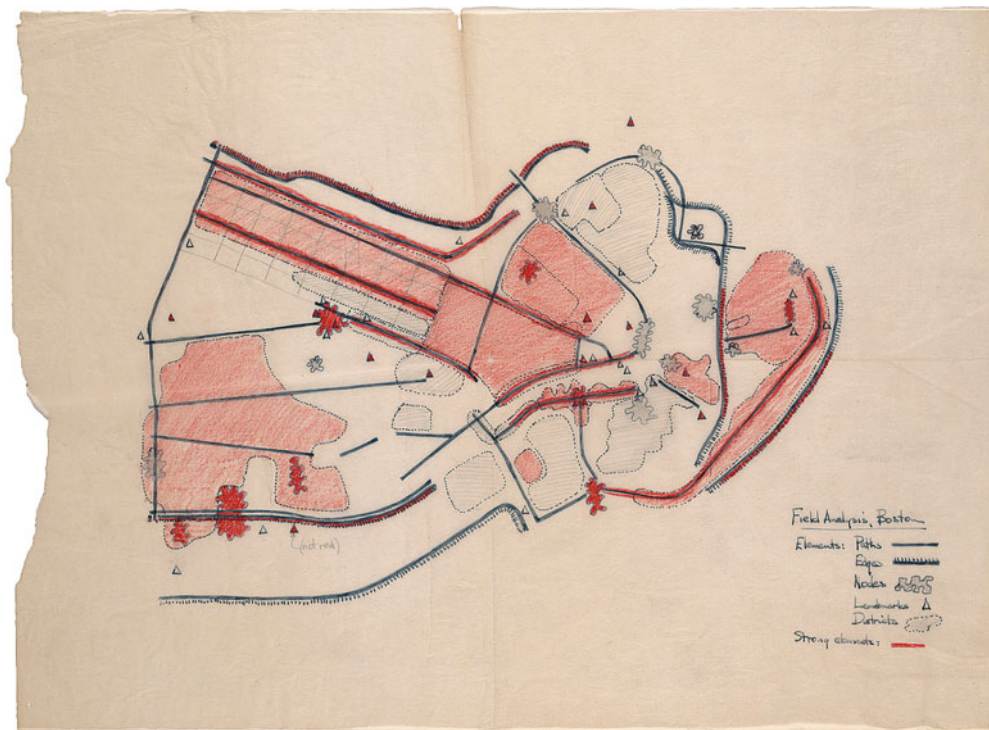 (not red)
Field Analysis, Boston
Elements: Paths
Edges
Nodes
Landmarks
Districts
Strong elements: